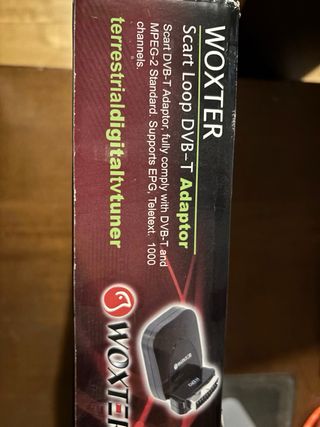 WOXTER
Scart Loop DVB-T Adaptor
Scart DVB-T Adaptor, fully comply with DVB-T and
MPEG-2 Standard. Supports EPG, Teletext. 1000
channels.
terrestrialdigitaltvtuner
WOXTER